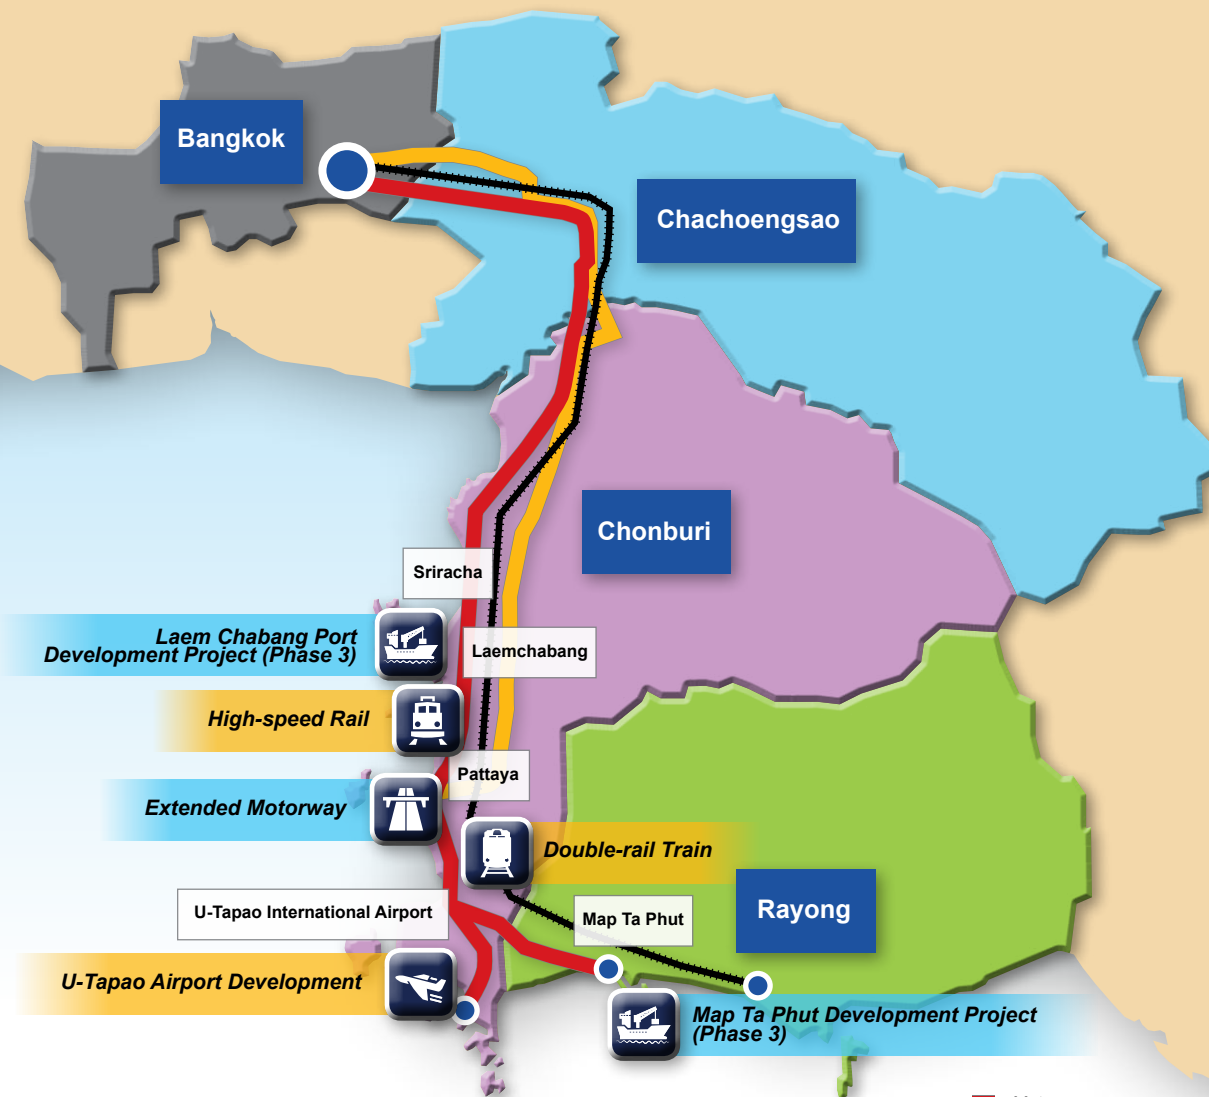 Bangkok
Chachoengsao
Chonburi
Sriracha
Laem Chabang Port
Development Project (Phase 3)
Laemchabang
High-speed Rail
Pattaya
Extended Motorway
Double-rail Train
U-Tapao International Airport
Map Ta Phut
Rayong
U-Tapao Airport Development
Map Ta Phut Development Project
(Phase 3)